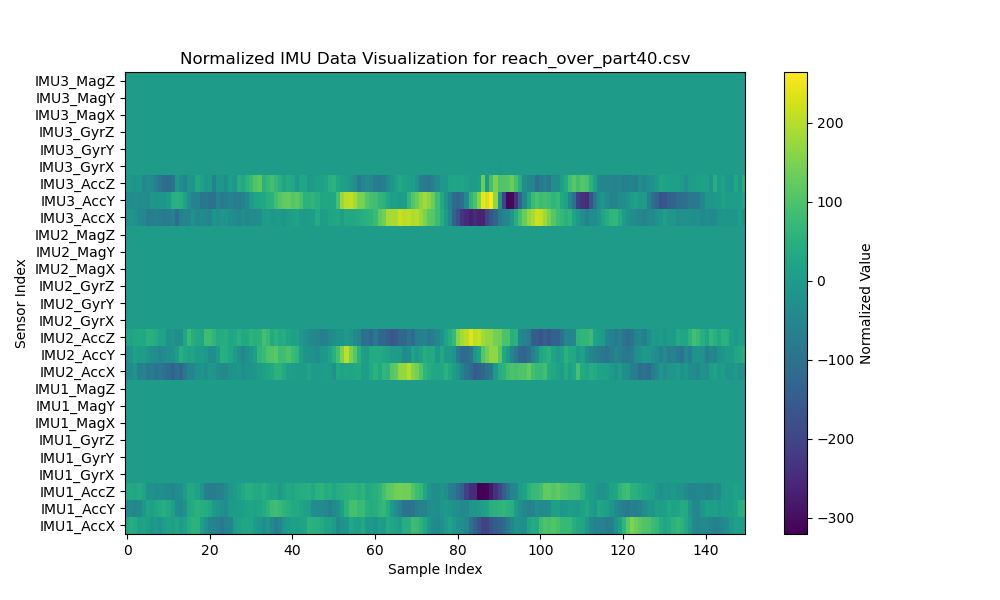 Normalized IMU Data Visualization for reach_over_part40.csv
IMU3_MagZ
IMU3_MagY
IMU3_MagX
IMU3_GyrZ
IMU3_GyrY
IMU3_GyrX
IMU3_AccZ
IMU3_AccY
IMU3_AccX
IMU2_MagZ
IMU2_MagY
IMU2_MagX
IMU2_GyrZ
IMU2_GyrY
IMU2_GyrX
IMU2_AccZ
IMU2_AccY
IMU2_AccX
IMU1_MagZ
IMU1_MagY
IMU1_MagX
IMU1_GyrZ
IMU1_GyrY
IMU1_GyrX
IMU1_AccZ
IMU1_AccY
IMU1_AccX
Sensor Index
0 20 40 60 80 100 120 140
Sample Index
200
100
0
−100
−200
−300
Normalized Value